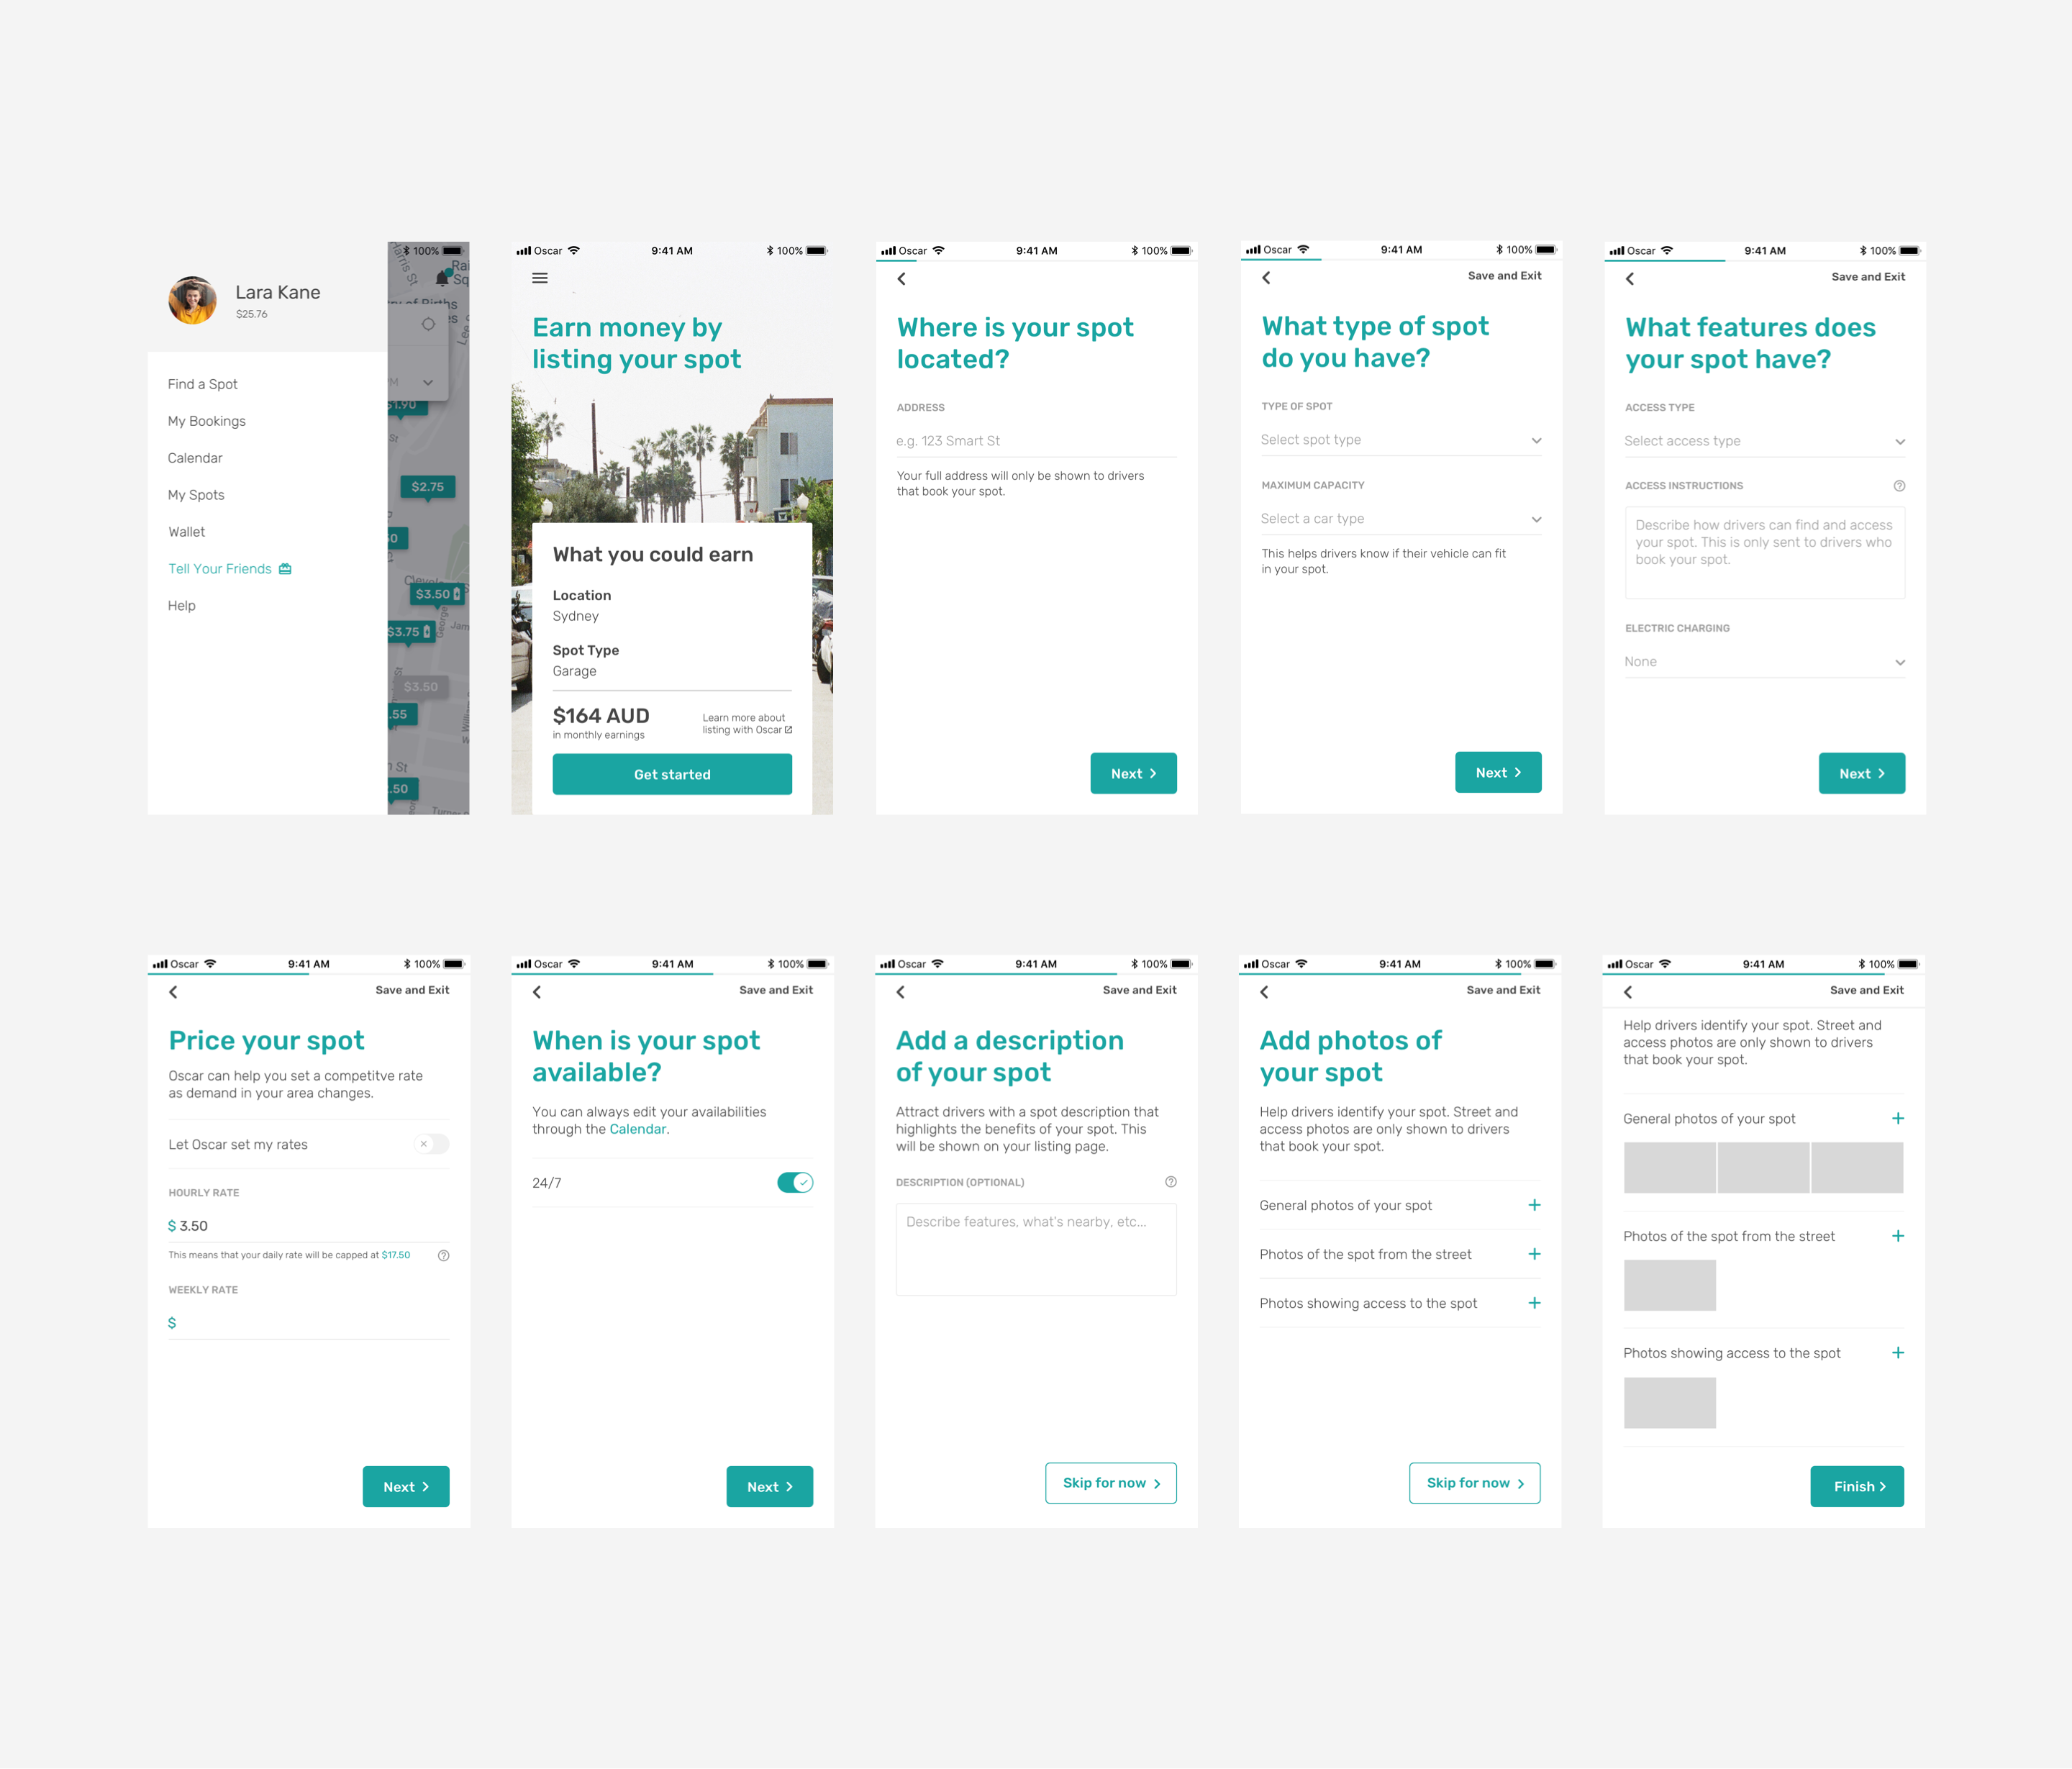 100%
Lara Kane
$25.76
Find a Spot
My Bookings
Calendar
My Spots
Wallet
Tell Your Friends
Help
Harris St
$1.90
St
$2.75
$3.50
George
Jam
$3.75
$3.50
.55
St
.50
Oscar 9:41 AM 100%
Earn money by
listing your spot
What you could earn
Location
Sydney
Spot Type
Garage
$164 AUD
in monthly earnings
Learn more about
listing with Oscar
Get started
Oscar 9:41 AM 100%
Where is your spot
located?
ADDRESS
e.g. 123 Smart St
Your full address will only be shown to drivers
that book your spot.
Next
Oscar 9:41 AM 100%
Save and Exit
What type of spot
do you have?
TYPE OF SPOT
Select spot type
MAXIMUM CAPACITY
Select a car type
This helps drivers know if their vehicle can fit
in your spot.
Next
Oscar 9:41 AM 100%
Save and Exit
What features does
your spot have?
ACCESS TYPE
Select access type
ACCESS INSTRUCTIONS
Describe how drivers can find and access
your spot. This is only sent to drivers who
book your spot.
ELECTRIC CHARGING
None
Next
Oscar 9:41 AM 100%
Save and Exit
Price your spot
Oscar can help you set a competitve rate
as demand in your area changes.
Let Oscar set my rates
HOURLY RATE
$ 3.50
This means that your daily rate will be capped at $17.50
WEEKLY RATE
$
Next
Oscar 9:41 AM 100%
Save and Exit
When is your spot
available?
You can always edit your availabilities
through the Calendar.
24/7
Next
Oscar 9:41 AM 100%
Save and Exit
Add a description
of your spot
Attract drivers with a spot description that
highlights the benefits of your spot. This
will be shown on your listing page.
DESCRIPTION (OPTIONAL)
Describe features, what's nearby, etc...
Skip for now
Oscar 9:41 AM 100%
Save and Exit
Add photos of
your spot
Help drivers identify your spot. Street and
access photos are only shown to drivers
that book your spot.
General photos of your spot
Photos of the spot from the street
Photos showing access to the spot
Skip for now
Oscar 9:41 AM 100%
Save and Exit
Help drivers identify your spot. Street and
access photos are only shown to drivers
that book your spot.
General photos of your spot
Photos of the spot from the street
Photos showing access to the spot
Finish